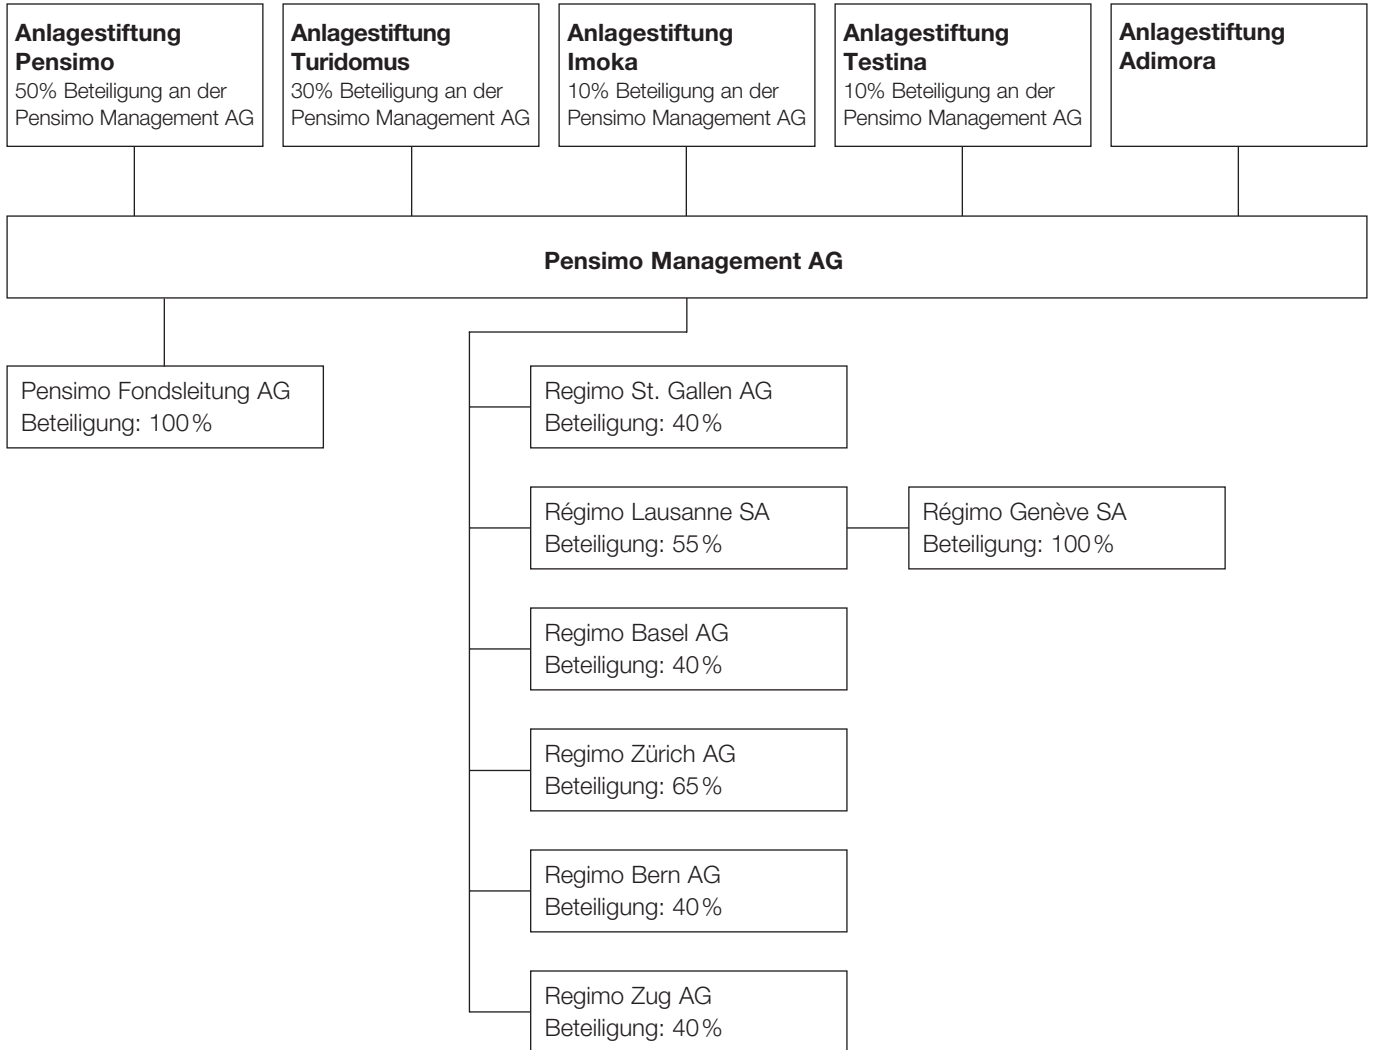 Anlagestiftung
Pensimo
50% Beteiligung an der
Pensimo Management AG
Anlagestiftung
Turidomus
30% Beteiligung an der
Pensimo Management AG
Anlagestiftung
Imoka
10% Beteiligung an der
Pensimo Management AG
Anlagestiftung
Testina
10% Beteiligung an der
Pensimo Management AG
Anlagestiftung
Adimora
Pensimo Management AG
Pensimo Fondsleitung AG
Beteiligung: 100%
Regimo St. Gallen AG
Beteiligung: 40%
Régimo Lausanne SA
Beteiligung: 55%
Régimo Genève SA
Beteiligung: 100%
Regimo Basel AG
Beteiligung: 40%
Regimo Zürich AG
Beteiligung: 65%
Regimo Bern AG
Beteiligung: 40%
Regimo Zug AG
Beteiligung: 40%